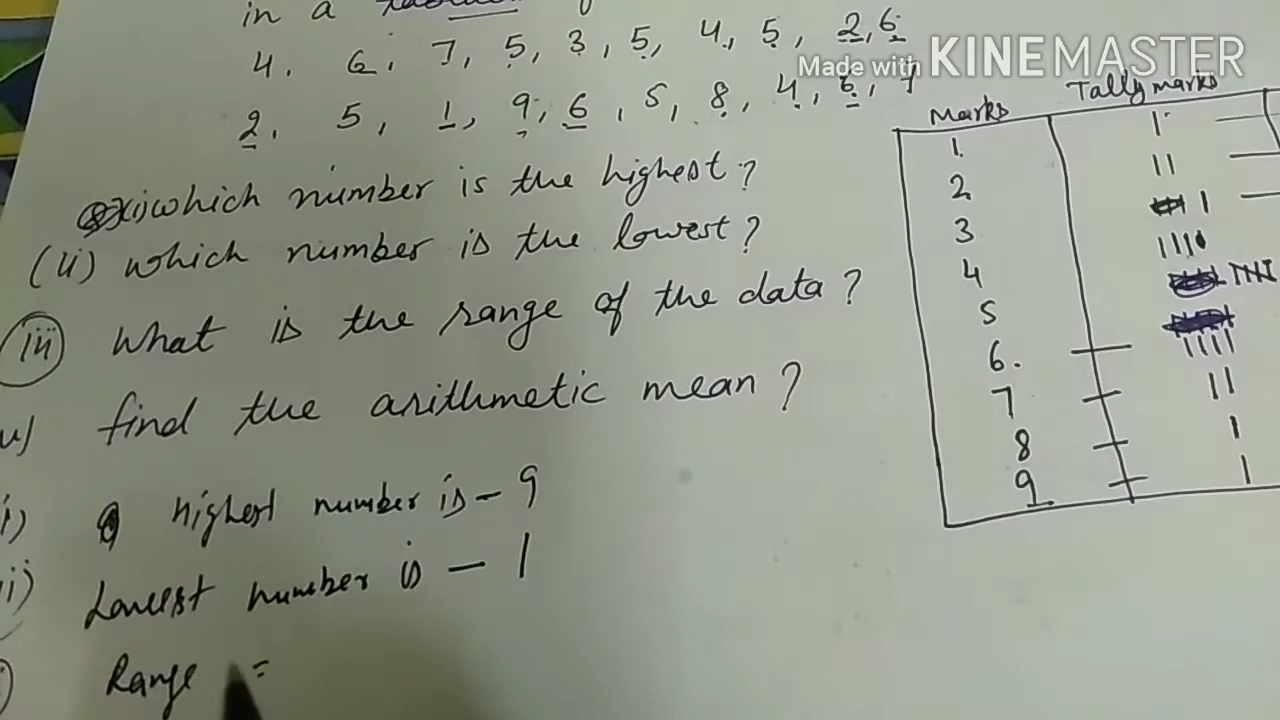 in a
4. 6, 7, 5, 3, 5, 4, 5, 2, 6
Made with KINEMASTER
2, 5, 1, 9, 6, 5, 8, 4, 6, 7
(i) which number is the highest?
(ii) which number is the lowest?
(iii) What is the range of the data?
find the arithmetic mean?
i) highest number is - 9
ii) Lowest number is - 1
Range =
Marks Tally marks
1. |
2 ||
3 |
4 ||||
5 ||||
6. ||||
7 ||
8 |
9 |